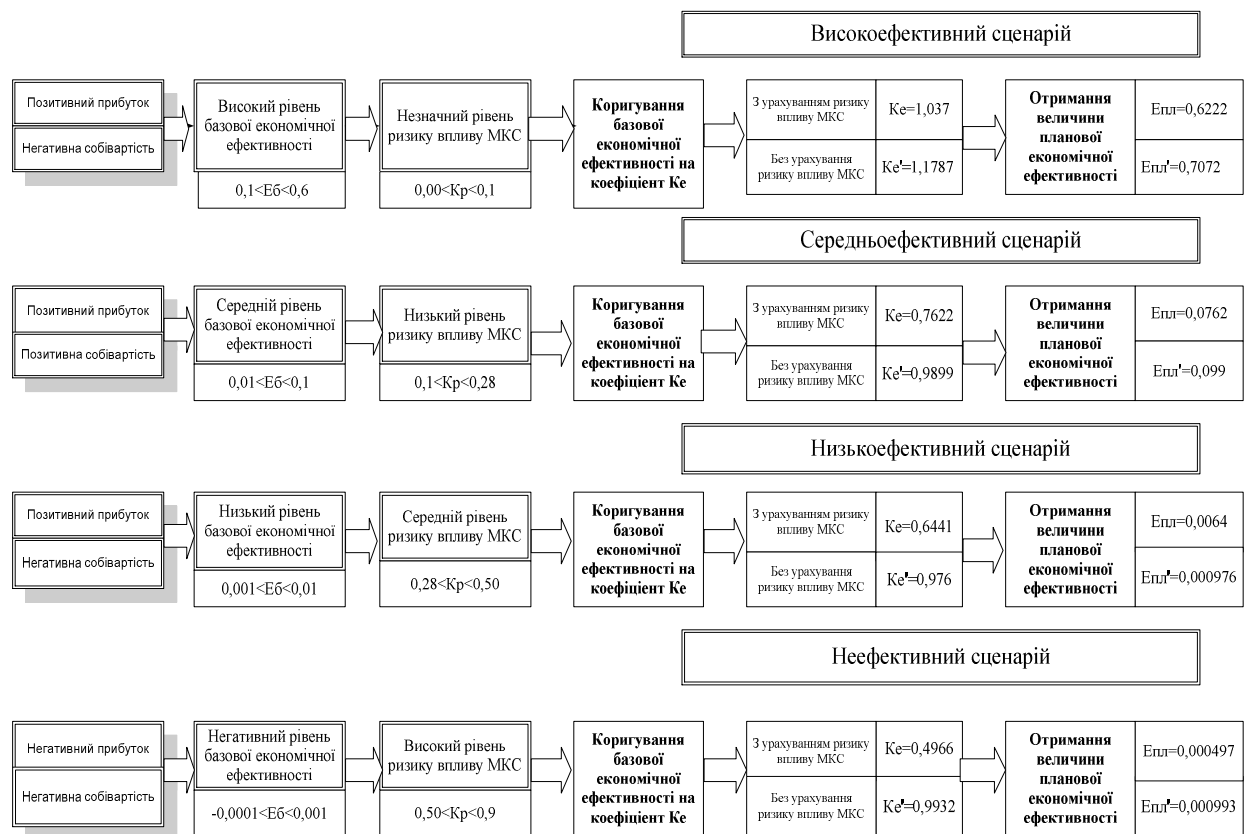 Високоефективний сценарій
Позитивний прибуток
Негативна собівартість
Високий рівень
базової економічної
ефективності
0,1<Еб<0,6
Незначний рівень
ризику впливу МКС
0,00<Кр<0,1
Коригування
базової
економічної
ефективності на
коефіцієнт Ке
З урахуванням ризику
впливу МКС
Ке=1,037
Без урахування
ризику впливу МКС
Ке'=1,1787
Отримання
величини
планової
економічної
ефективності
Епл=0,6222
Епл'=0,7072
Середньоефективний сценарій
Позитивний прибуток
Позитивна собівартість
Середній рівень
базової економічної
ефективності
0,01<Еб<0,1
Низький рівень
ризику впливу МКС
0,1<Кр<0,28
Коригування
базової
економічної
ефективності на
коефіцієнт Ке
З урахуванням ризику
впливу МКС
Ке=0,7622
Без урахування
ризику впливу МКС
Ке'=0,9899
Отримання
величини
планової
економічної
ефективності
Епл=0,0762
Епл'=0,099
Низькоефективний сценарій
Позитивний прибуток
Негативна собівартість
Низький рівень
базової економічної
ефективності
0,001<Еб<0,01
Середній рівень
ризику впливу МКС
0,28<Кр<0,50
Коригування
базової
економічної
ефективності на
коефіцієнт Ке
З урахуванням ризику
впливу МКС
Ке=0,6441
Без урахування
ризику впливу МКС
Ке'=0,976
Отримання
величини
планової
економічної
ефективності
Епл=0,0064
Епл'=0,000976
Неефективний сценарій
Негативний прибуток
Негативна собівартість
Негативний рівень
базової економічної
ефективності
-0,0001<Еб<0,001
Високий рівень
ризику впливу МКС
0,50<Кр<0,9
Коригування
базової
економічної
ефективності на
коефіцієнт Ке
З урахуванням ризику
впливу МКС
Ке=0,4966
Без урахування
ризику впливу МКС
Ке'=0,9932
Отримання
величини
планової
економічної
ефективності
Епл=0,000497
Епл'=0,000993